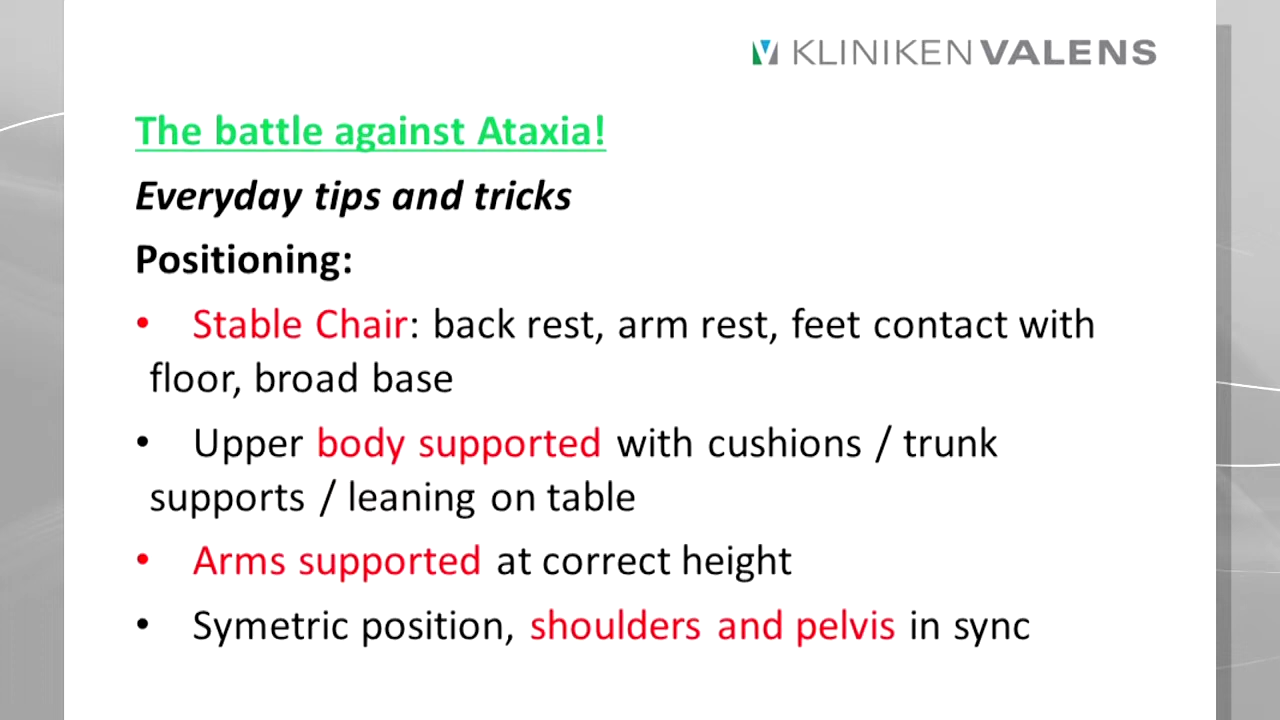 KLINIKEN VALENS
The battle against Ataxia!
Everyday tips and tricks
Positioning:
• Stable Chair: back rest, arm rest, feet contact with
floor, broad base
• Upper body supported with cushions / trunk
supports / leaning on table
• Arms supported at correct height
• Symetric position, shoulders and pelvis in sync